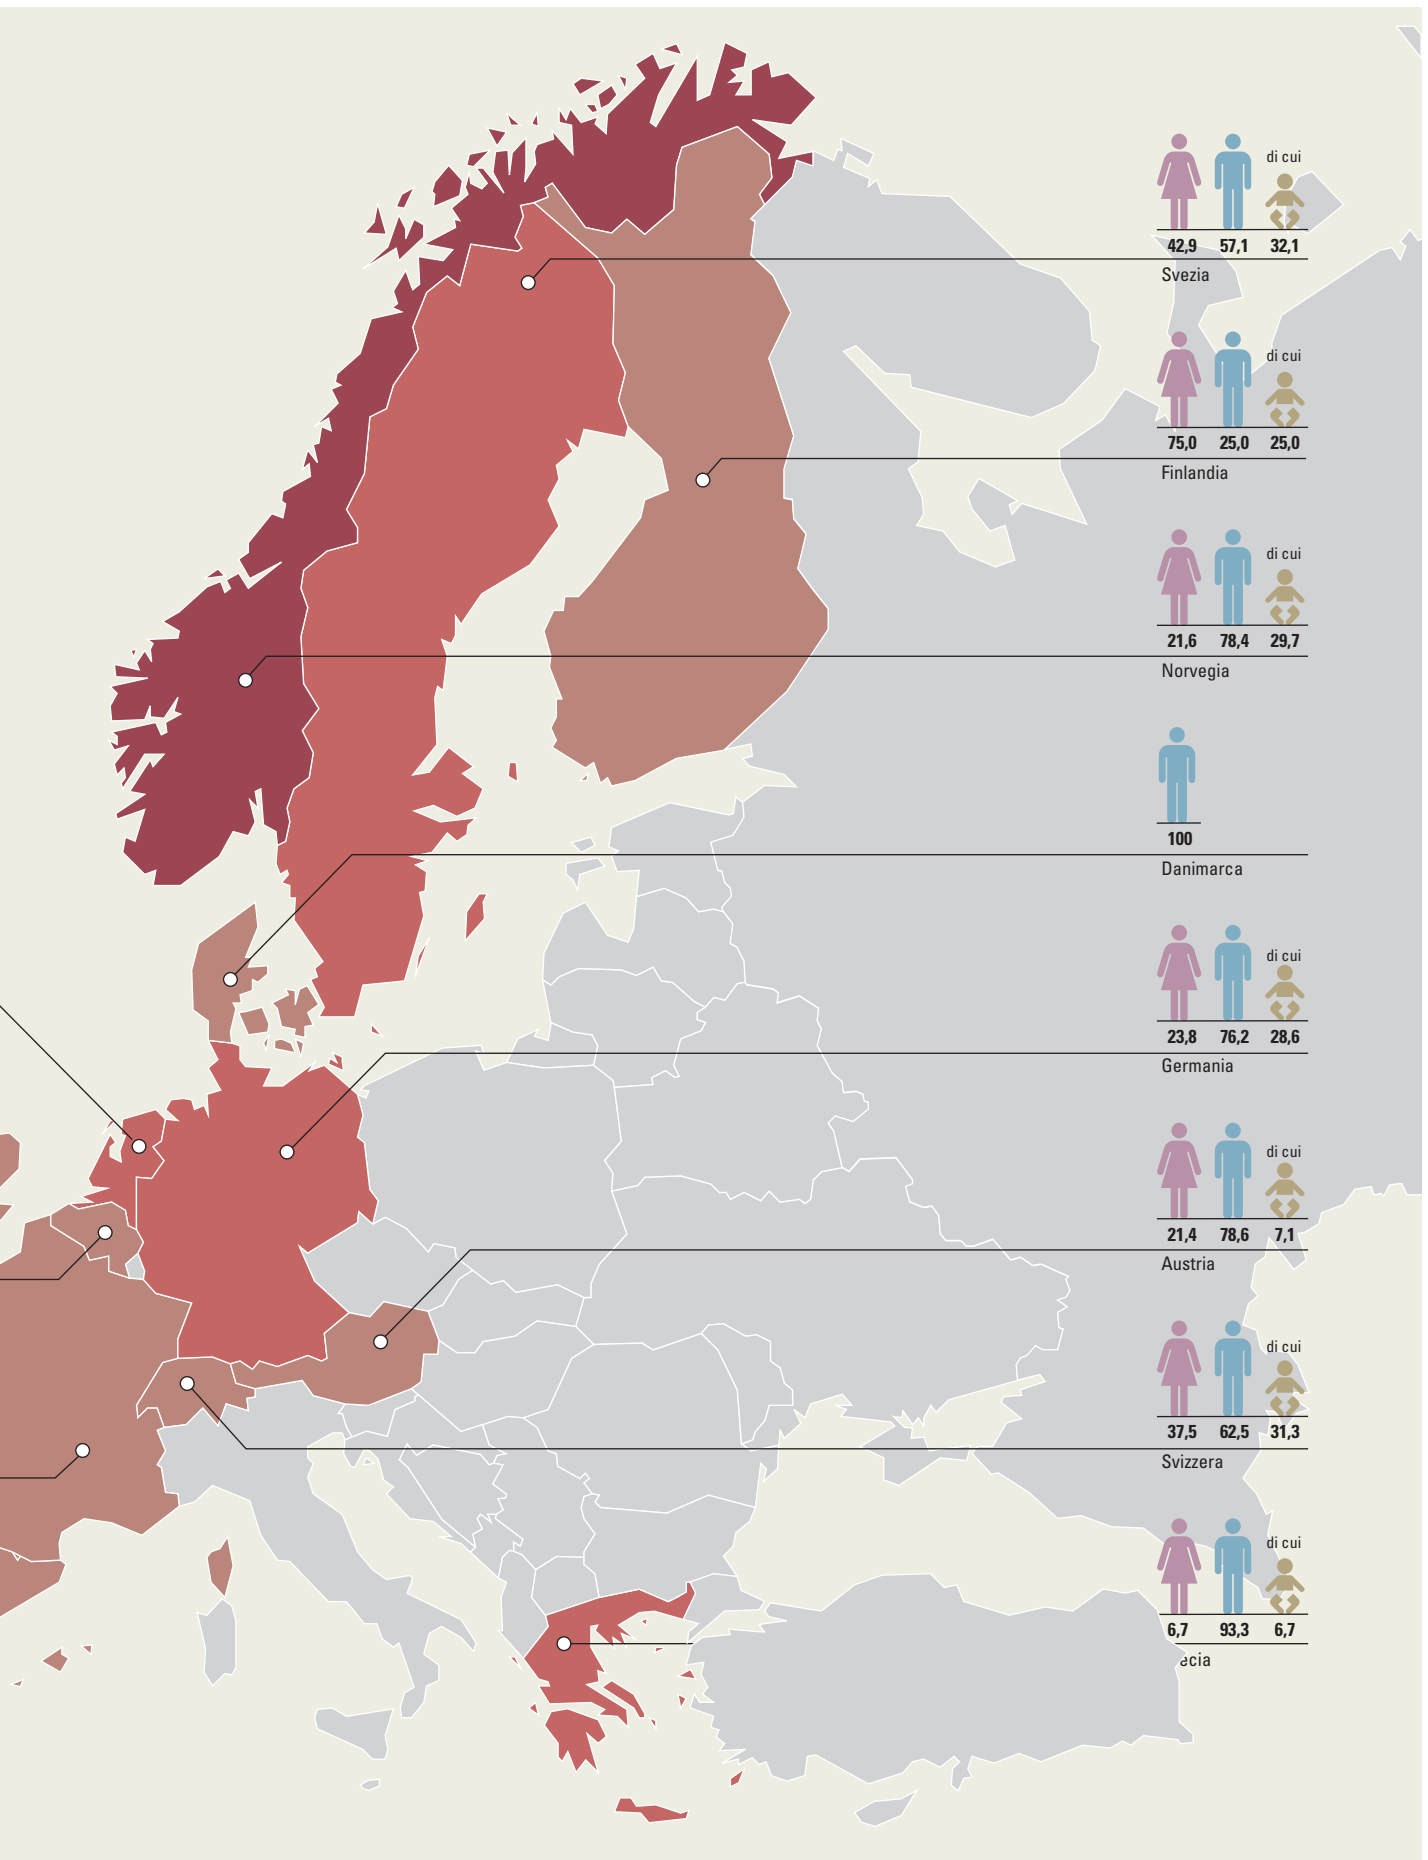 di cui
42,9 57,1 32,1
Svezia
di cui
75,0 25,0 25,0
Finlandia
di cui
21,6 78,4 29,7
Norvegia
100
Danimarca
di cui
23,8 76,2 28,6
Germania
di cui
21,4 78,6 7,1
Austria
di cui
37,5 62,5 31,3
Svizzera
di cui
6,7 93,3 6,7
ecia